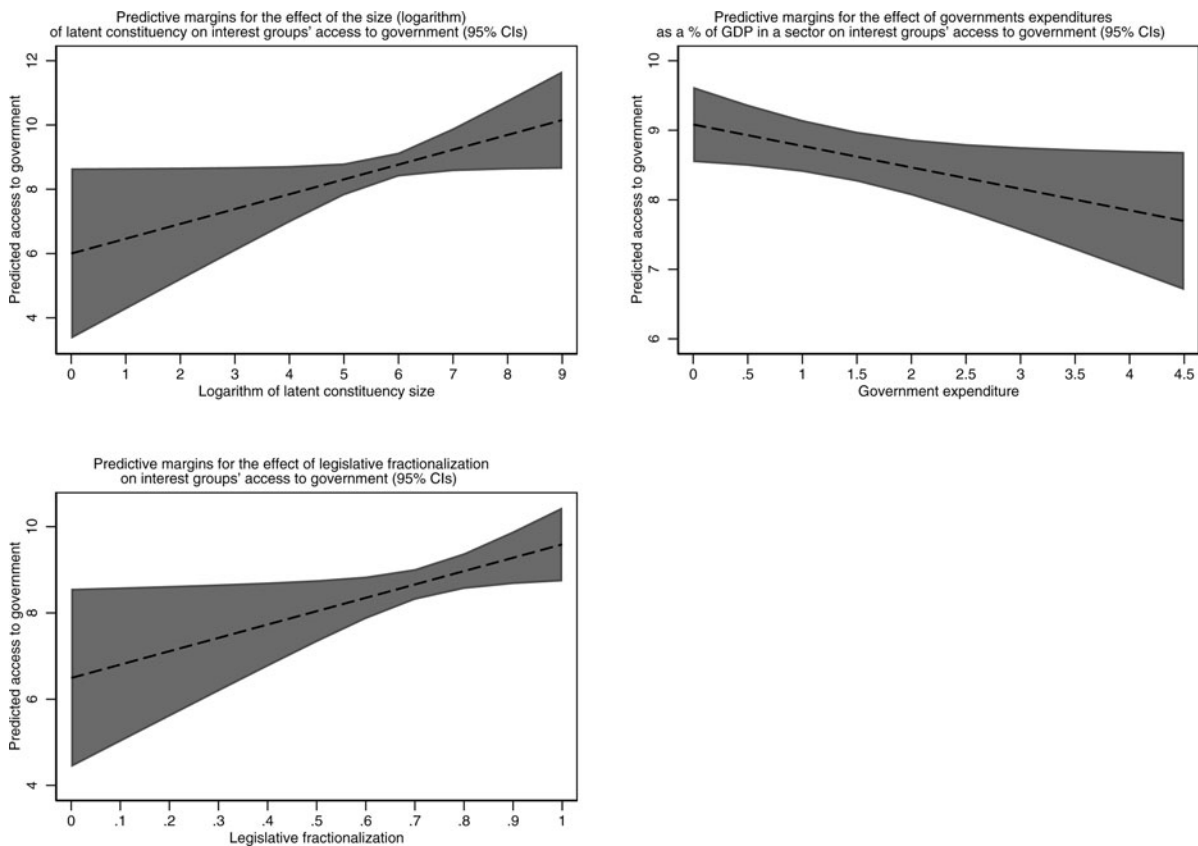 Predictive margins for the effect of the size (logarithm)
of latent constituency on interest groups' access to government (95% CIs)
12
10
8
6
4
Predicted access to government
0 1 2 3 4 5 6 7 8 9
Logarithm of latent constituency size
Predictive margins for the effect of governments expenditures
as a % of GDP in a sector on interest groups' access to government (95% CIs)
10
9
8
7
6
Predicted access to government
0 .5 1 1.5 2 2.5 3 3.5 4 4.5
Government expenditure
Predictive margins for the effect of legislative fractionalization
on interest groups' access to government (95% CIs)
10
8
6
4
Predicted access to government
0 .1 .2 .3 .4 .5 .6 .7 .8 .9 1
Legislative fractionalization